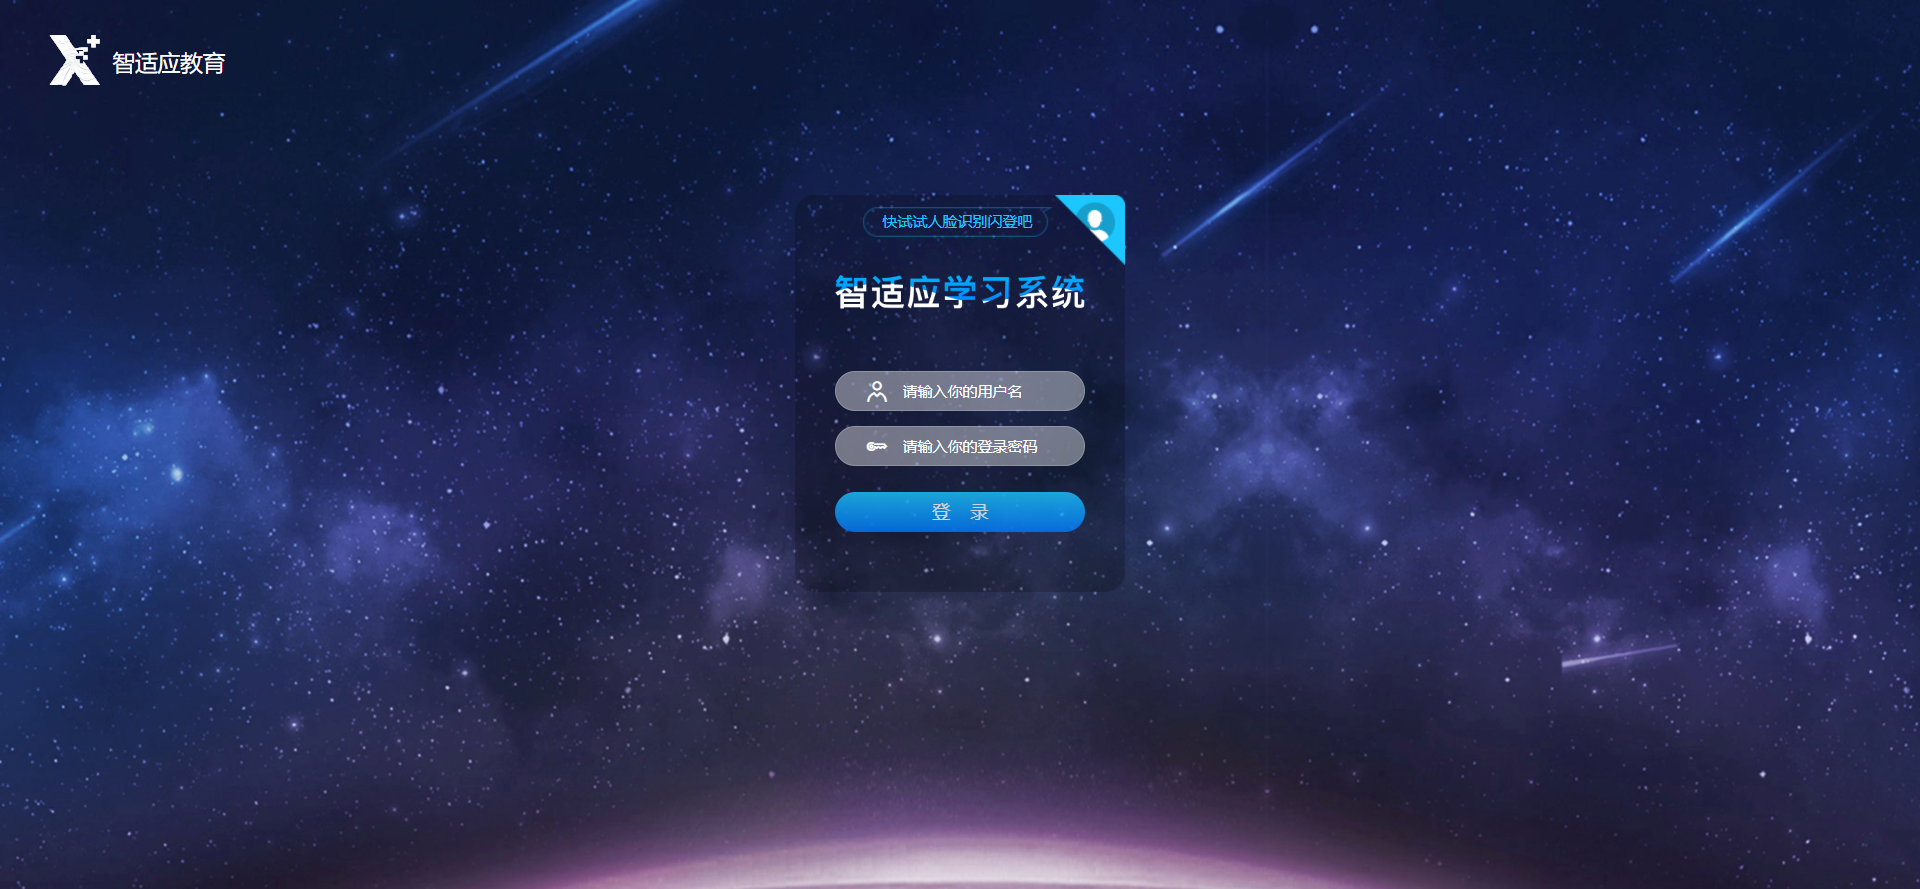 智适应教育
快试试人脸识别闪登吧
智适应学习系统
请输入你的用户名
请输入你的登录密码
登 录